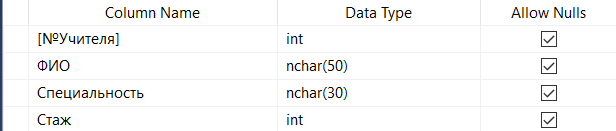 Column Name Data Type Allow Nulls
[№Учителя] int
ФИО nchar(50)
Специальность nchar(30)
Стаж int